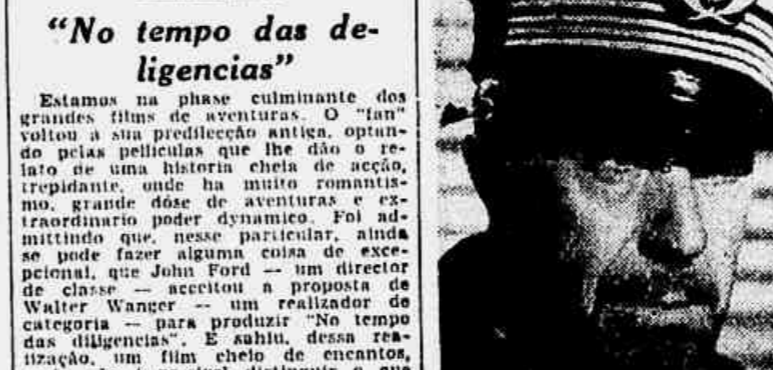 "No tempo das de-
ligencias"
Estamos na phase culminante dos
grandes films de aventuras. O "fan"
voltou a sua predilecção antiga, optan-
do pelas pelliculas que lhe dão o re-
lato de uma historia cheia de acção,
trepidante, onde ha muito romantis-
mo, grande dóse de aventuras e ex-
traordinario poder dynamico. Foi ad-
mittindo que, nesse particular, ainda
se pode fazer alguma coisa de exce-
pcional, que John Ford — um director
de classe — acceitou a proposta de
Walter Wanger — um realizador de
categoria — para produzir "No tempo
das diligencias". E sahiu, dessa rea-
lização, um film cheio de encantos,